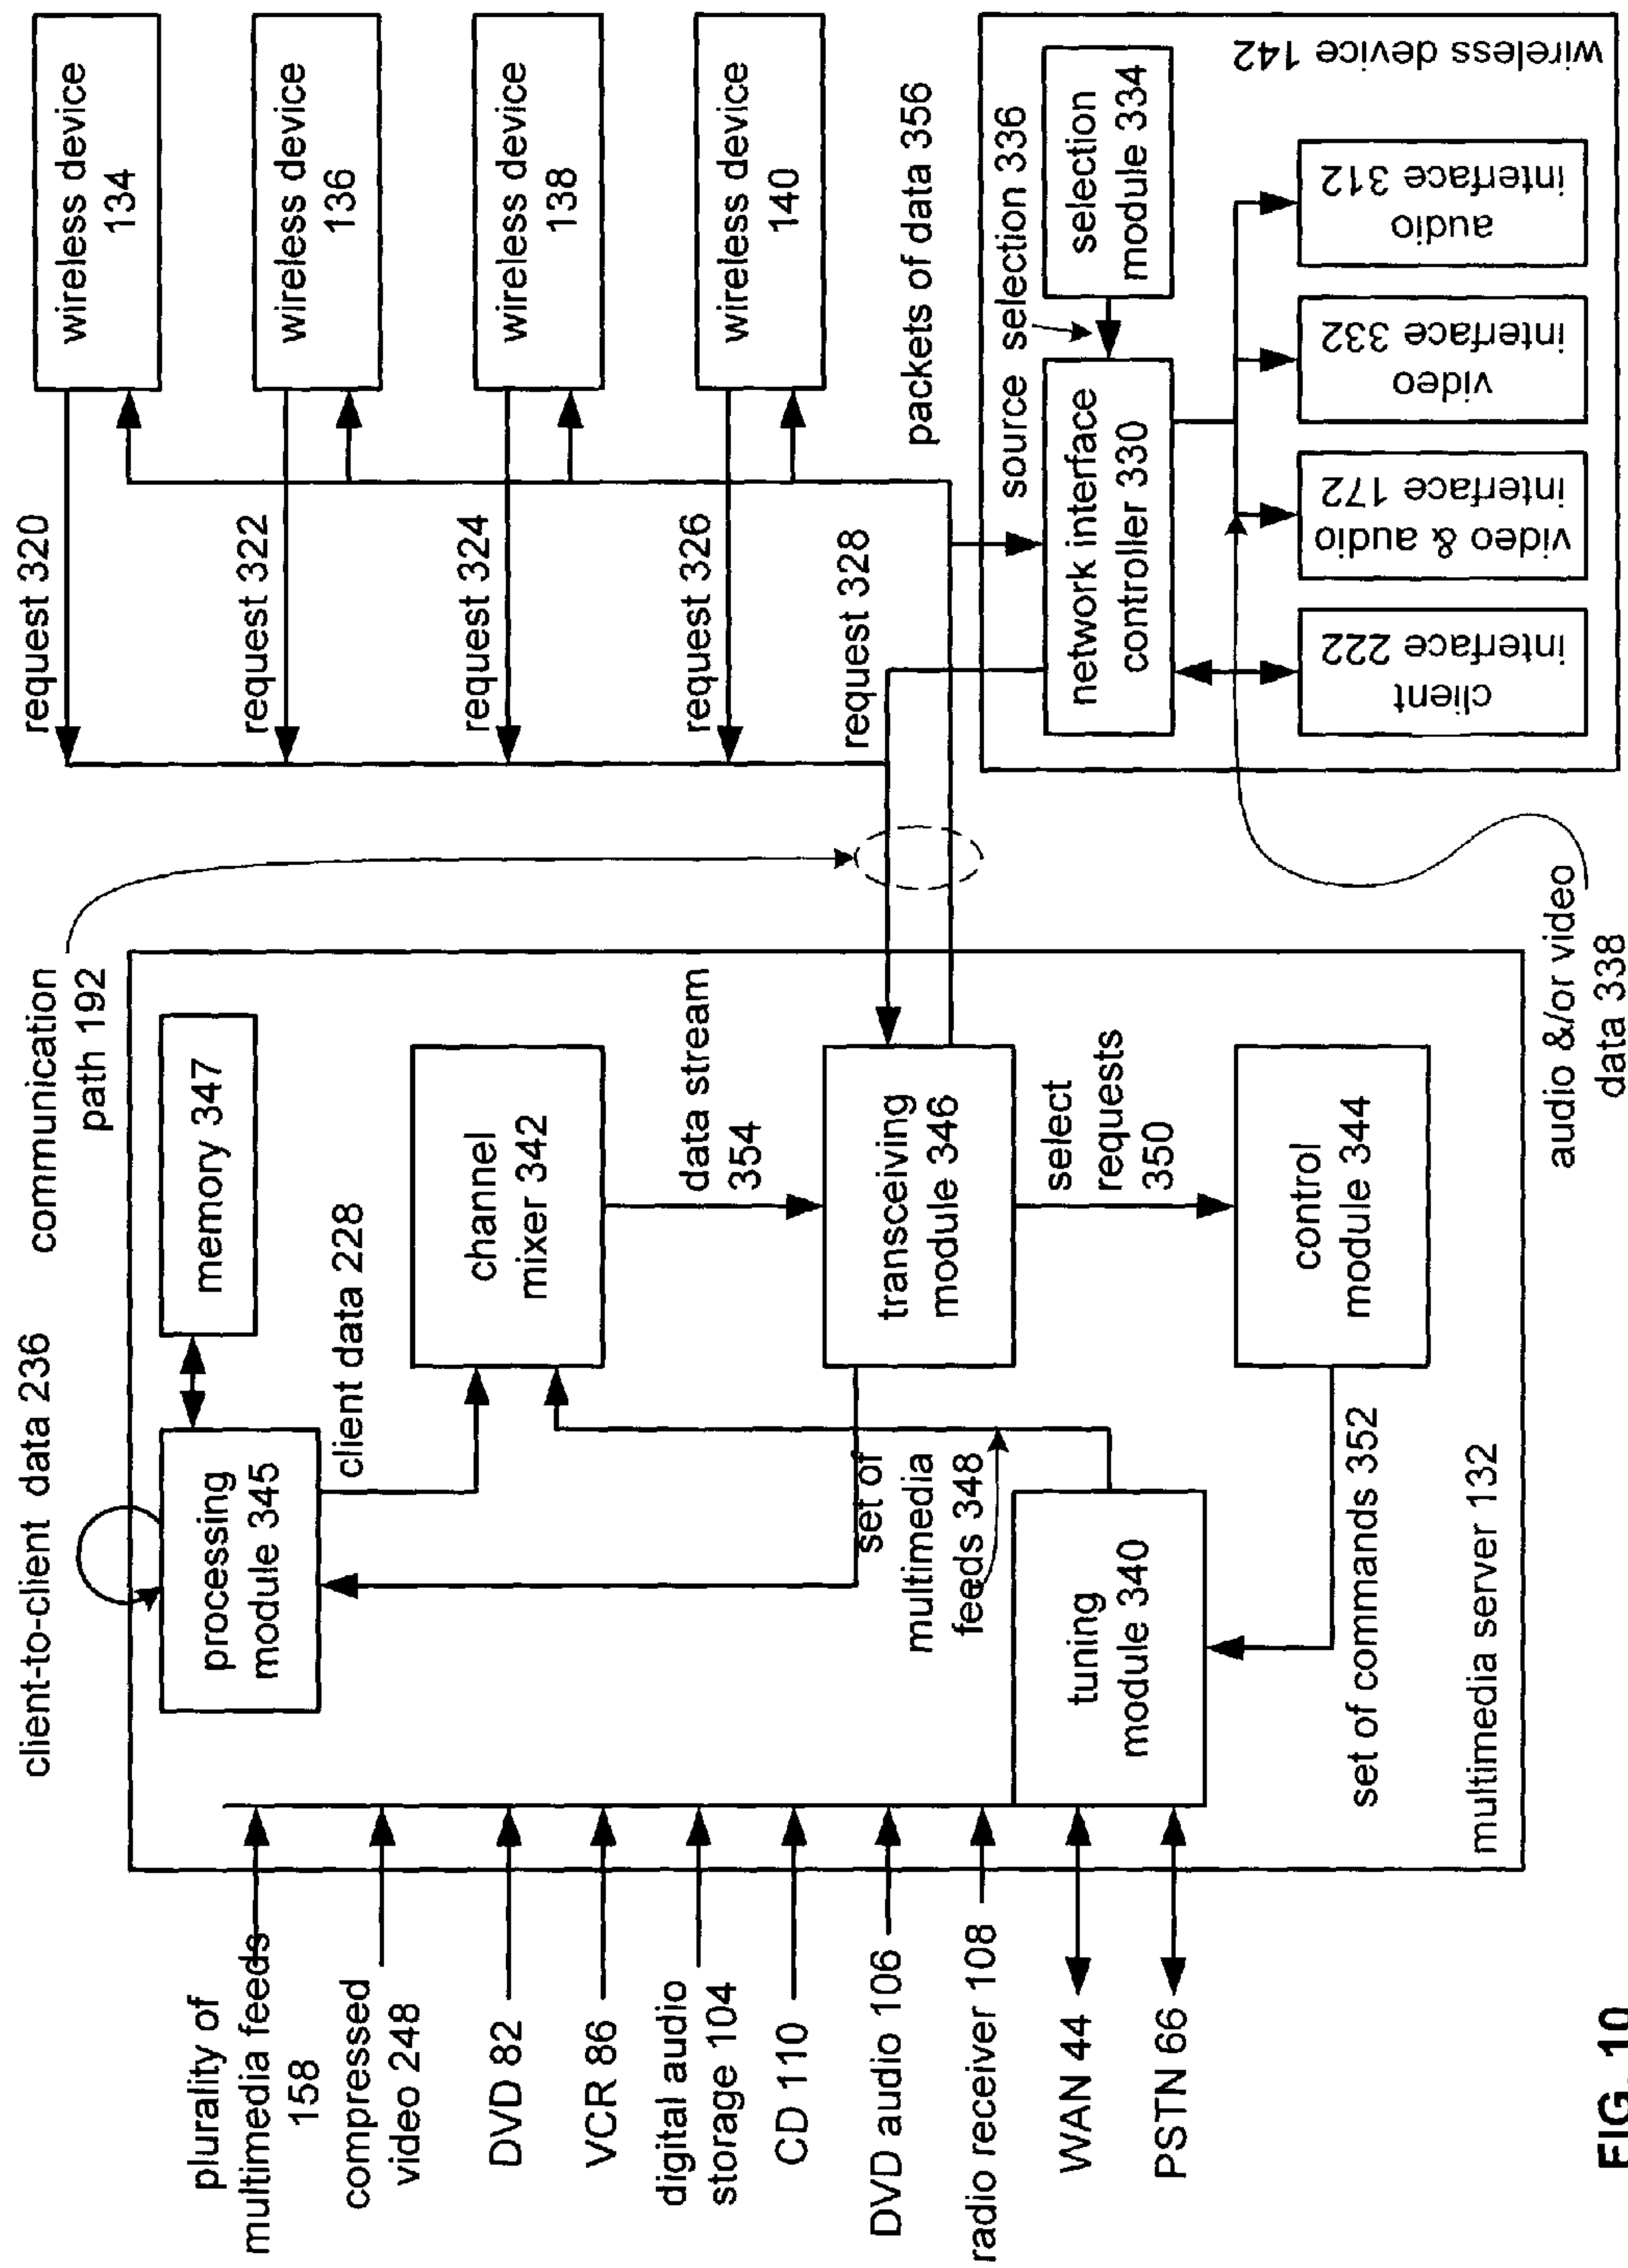 client-to-client data 236
communication
path 192
request 320
wireless device
134
request 322
wireless device
136
request 324
wireless device
138
request 326
wireless device
140
request 328
packets of data 356
processing
module 345
memory 347
client data 228
channel
mixer 342
data stream
354
transceiving
module 346
select
requests
350
control
module 344
set of
multimedia
feeds 348
tuning
module 340
set of commands 352
multimedia server 132
plurality of
multimedia feeds
158
compressed
video 248
DVD 82
VCR 86
digital audio
storage 104
CD 110
DVD audio 106
radio receiver 108
WAN 44
PSTN 66
source selection 336
network interface
controller 330
selection
module 334
client
interface 222
video & audio
interface 172
video
interface 332
audio
interface 312
wireless device 142
audio &/or video
data 338
FIG. 10